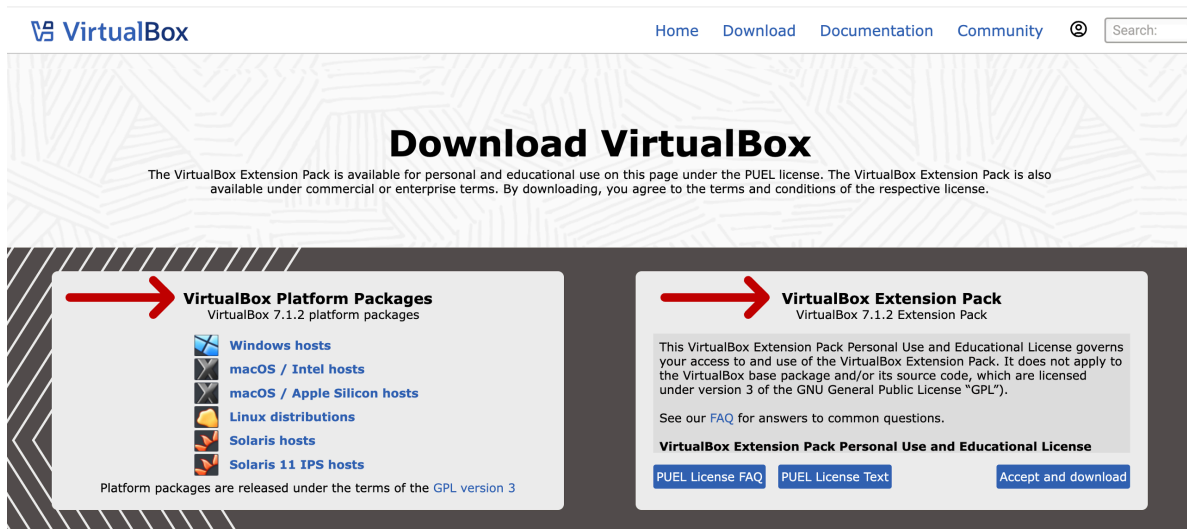 VirtualBox
Home Download Documentation Community Search:
Download VirtualBox
The VirtualBox Extension Pack is available for personal and educational use on this page under the PUEL license. The VirtualBox Extension Pack is also
available under commercial or enterprise terms. By downloading, you agree to the terms and conditions of the respective license.
VirtualBox Platform Packages
VirtualBox 7.1.2 platform packages
Windows hosts
macOS / Intel hosts
macOS / Apple Silicon hosts
Linux distributions
Solaris hosts
Solaris 11 IPS hosts
Platform packages are released under the terms of the GPL version 3
VirtualBox Extension Pack
VirtualBox 7.1.2 Extension Pack
This VirtualBox Extension Pack Personal Use and Educational License governs
your access to and use of the VirtualBox Extension Pack. It does not apply to
the VirtualBox base package and/or its source code, which are licensed
under version 3 of the GNU General Public License “GPL”).
See our FAQ for answers to common questions.
VirtualBox Extension Pack Personal Use and Educational License
PUEL License FAQ PUEL License Text Accept and download